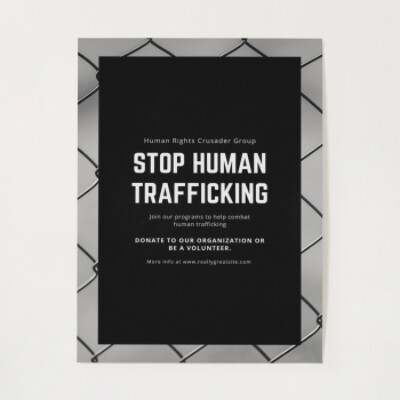 Human Rights Crusader Group
STOP HUMAN
TRAFFICKING
Join our programs to help combat
human trafficking
DONATE TO OUR ORGANIZATION OR
BE A VOLUNTEER.
More info at www.reallygreatsite.com